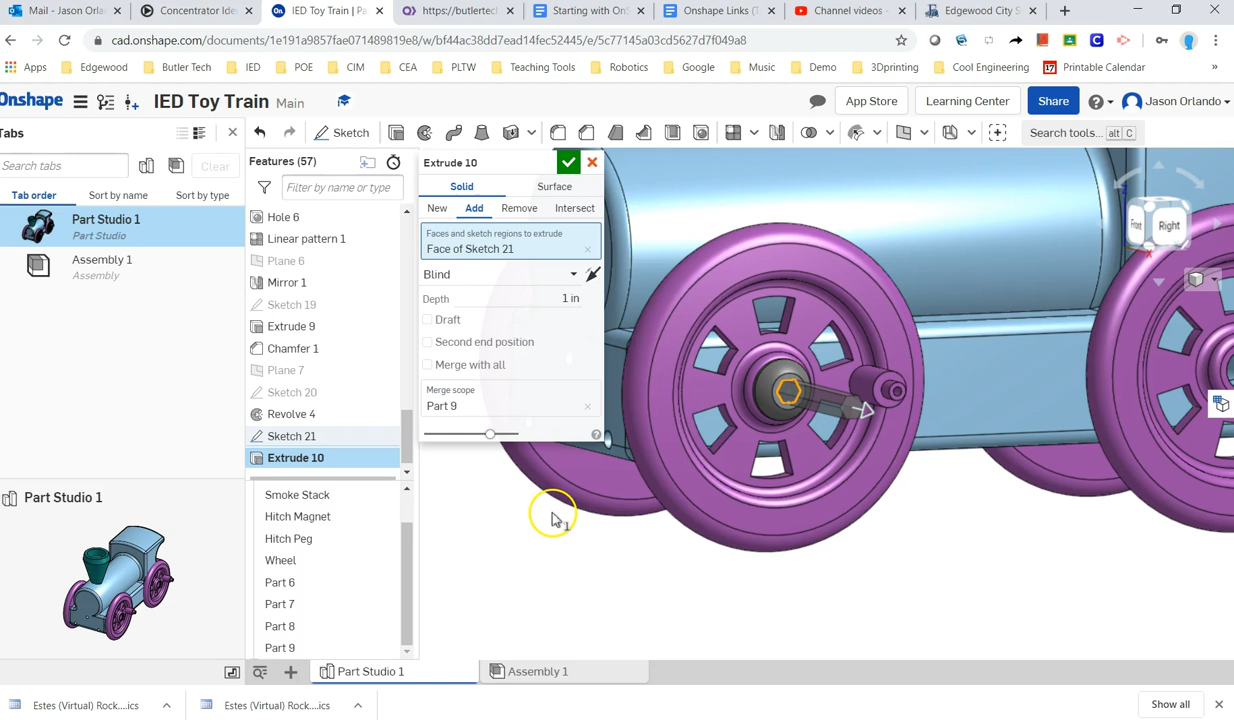 Mail - Jason Orlando
Concentrator Ide
IED Toy Train | Pa
https://butlertec
Starting with OnS
Onshape Links (T
Channel videos -
Edgewood City S
cad.onshape.com/documents/1e191a9857fae071489819e8/w/bf44ac38dd7ead14fec52445/e/5c77145a03cd5627d7f049a8
Apps Edgewood Butler Tech IED POE CIM CEA PLTW Teaching Tools Robotics Google Music Demo 3Dprinting Cool Engineering 17 Printable Calendar »
Onshape IED Toy Train Main App Store Learning Center Share Jason Orlando
Tabs
Sketch
Search tools... alt C
Search tabs Clear
Tab order Sort by name Sort by type
Part Studio 1
Part Studio
Assembly 1
Assembly
Part Studio 1
Features (57)
Filter by name or type
Hole 6
Linear pattern 1
Plane 6
Mirror 1
Sketch 19
Extrude 9
Chamfer 1
Plane 7
Sketch 20
Revolve 4
Sketch 21
Extrude 10
Smoke Stack
Hitch Magnet
Hitch Peg
Wheel
Part 6
Part 7
Part 8
Part 9
Extrude 10
Solid Surface
New Add Remove Intersect
Faces and sketch regions to extrude
Face of Sketch 21
Blind
Depth 1 in
Draft
Second end position
Merge with all
Merge scope
Part 9
Z
Front Right
X
1
Part Studio 1 Assembly 1
Estes (Virtual) Rock....ics
Estes (Virtual) Rock....ics
Show all